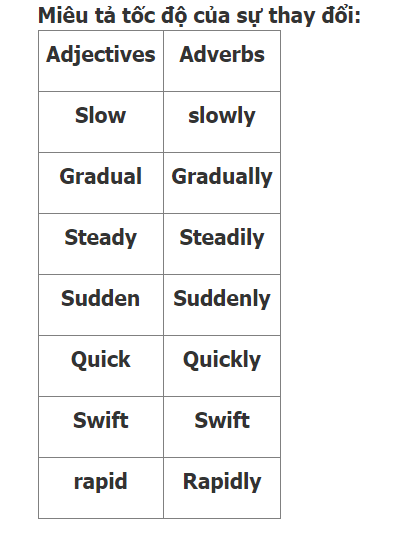 Miêu tả tốc độ của sự thay đổi:
Adjectives Adverbs
Slow slowly
Gradual Gradually
Steady Steadily
Sudden Suddenly
Quick Quickly
Swift Swift
rapid Rapidly